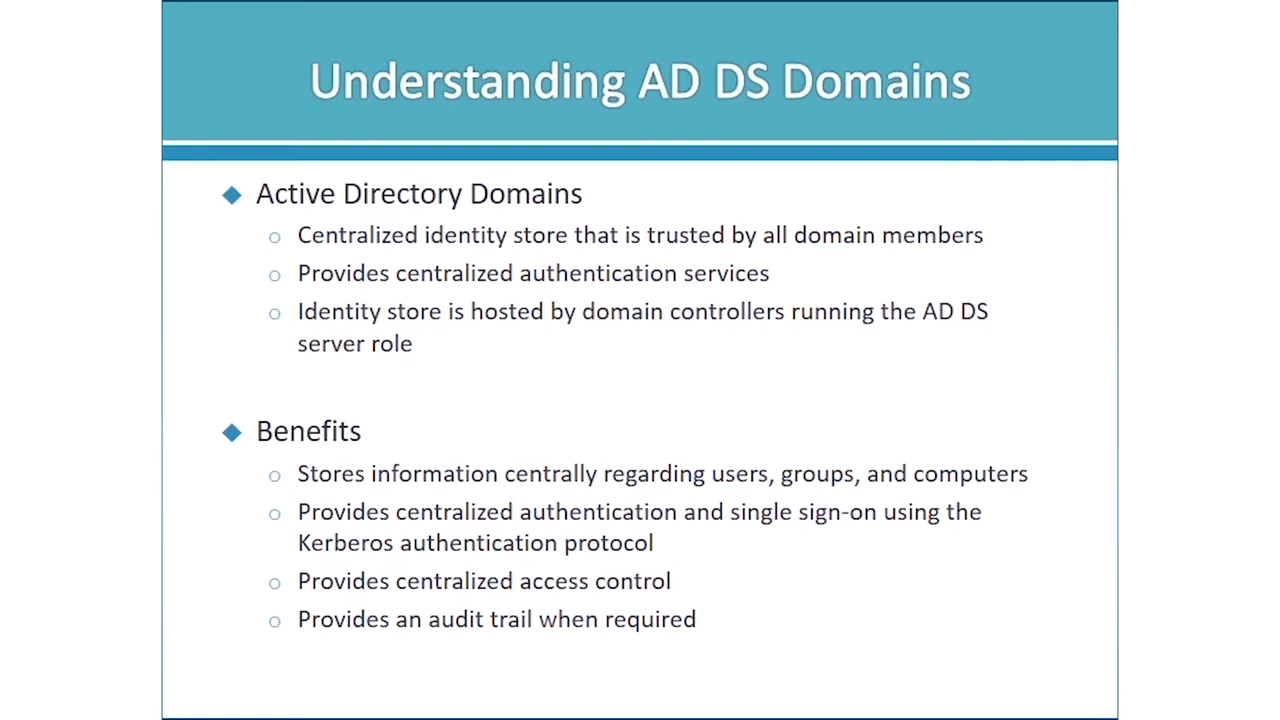 Understanding AD DS Domains
Active Directory Domains
Centralized identity store that is trusted by all domain members
Provides centralized authentication services
Identity store is hosted by domain controllers running the AD DS
server role
Benefits
Stores information centrally regarding users, groups, and computers
Provides centralized authentication and single sign-on using the
Kerberos authentication protocol
Provides centralized access control
Provides an audit trail when required